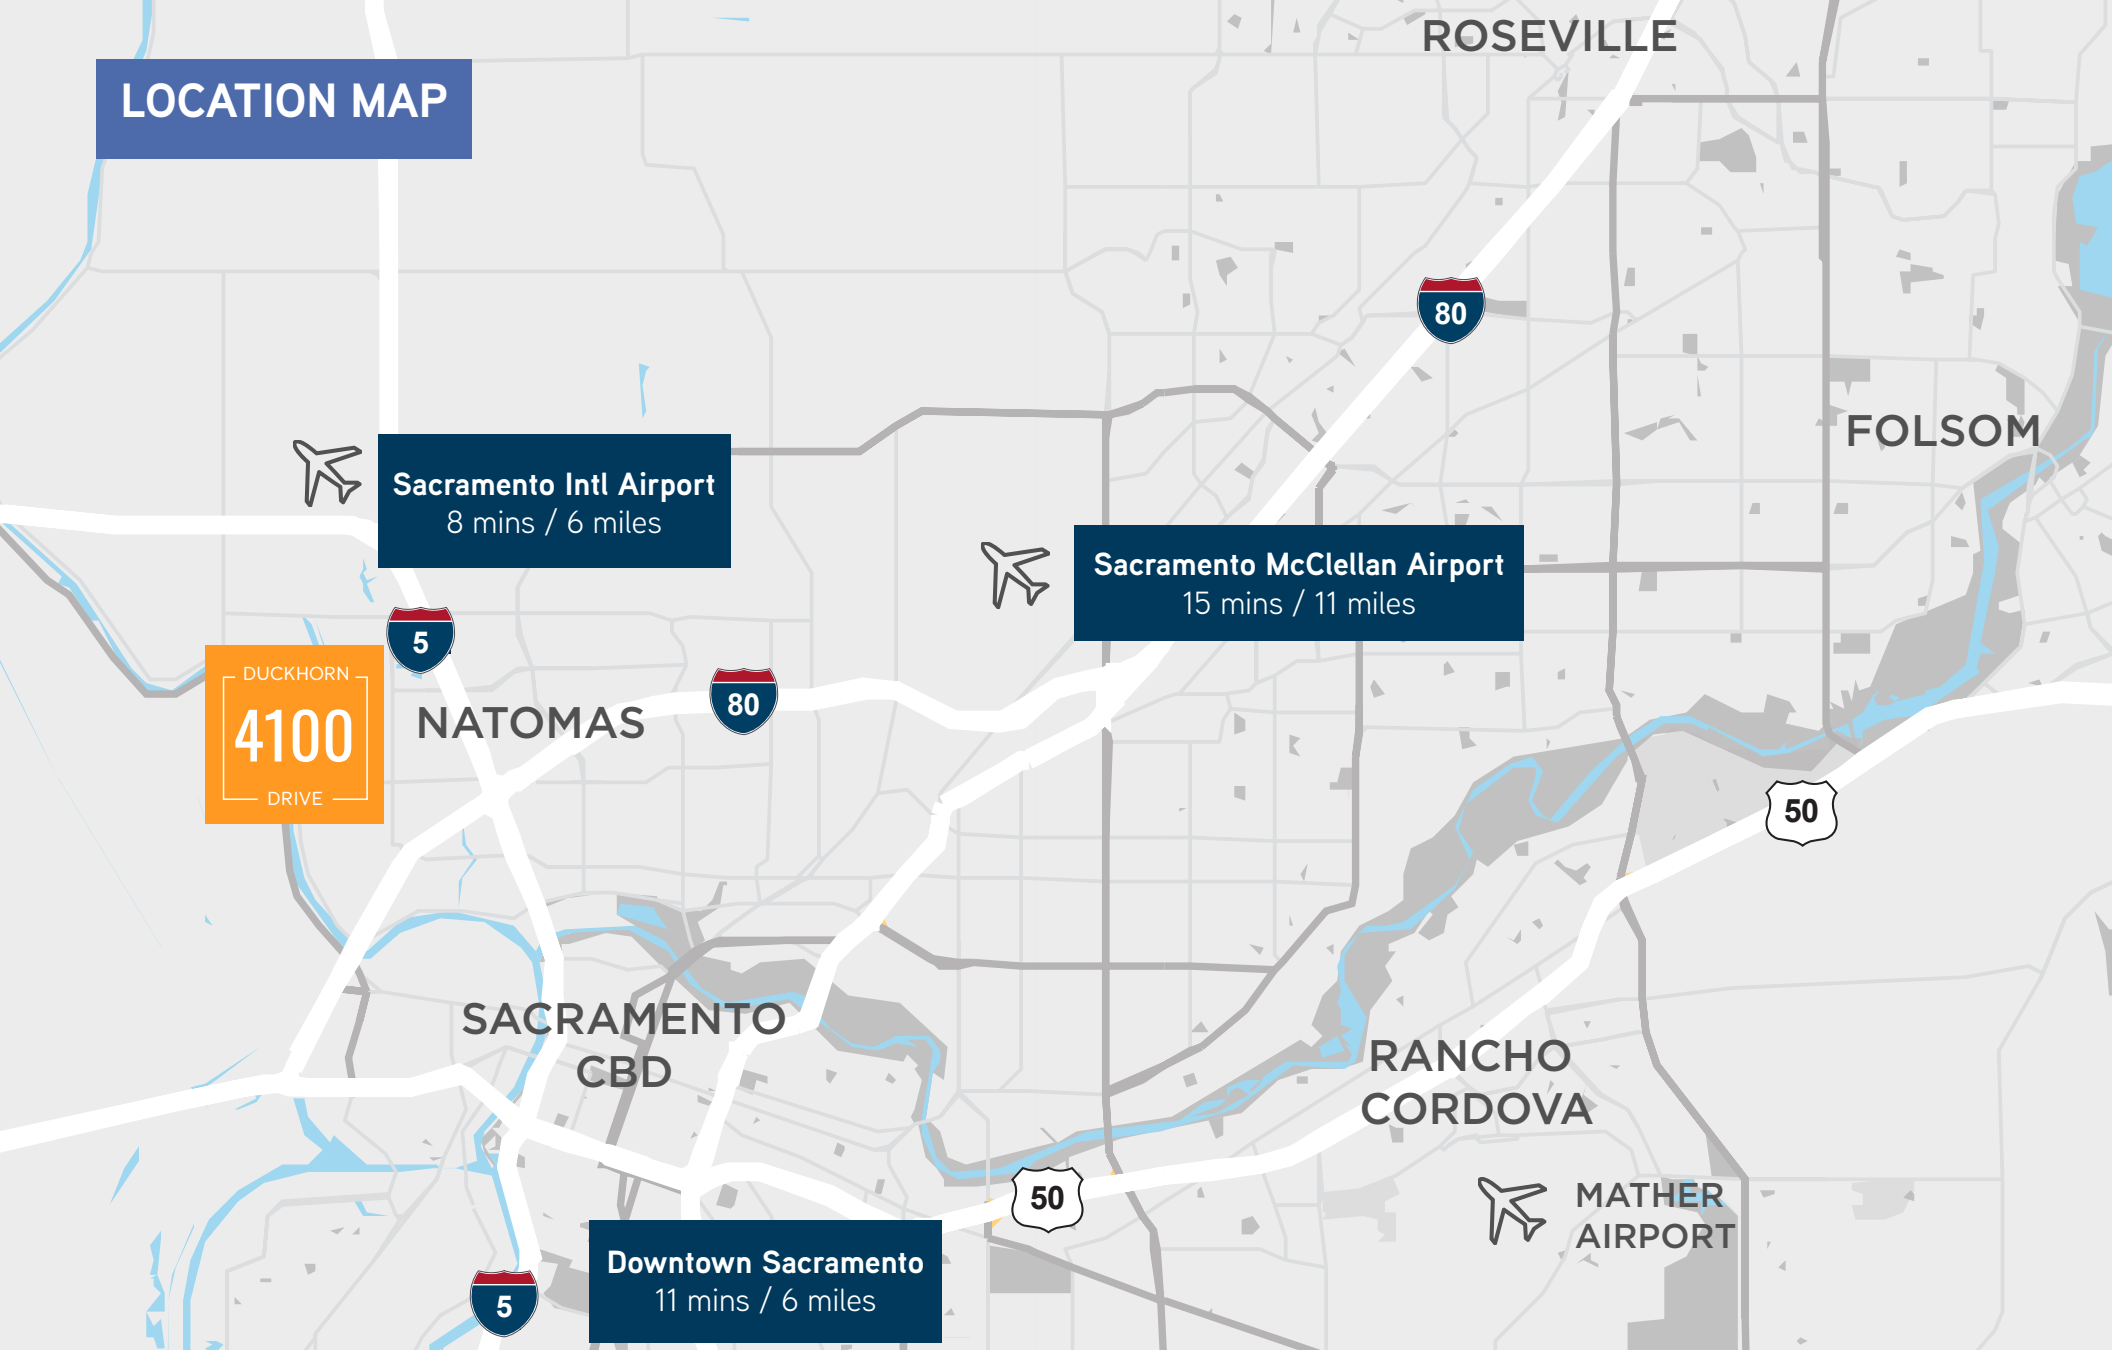 ROSEVILLE
LOCATION MAP
80
FOLSOM
Sacramento Intl Airport
8 mins / 6 miles
Sacramento McClellan Airport
15 mins / 11 miles
5
DUCKHORN
4100
DRIVE
NATOMAS
80
50
SACRAMENTO
CBD
RANCHO
CORDOVA
50
MATHER
AIRPORT
Downtown Sacramento
11 mins / 6 miles
5